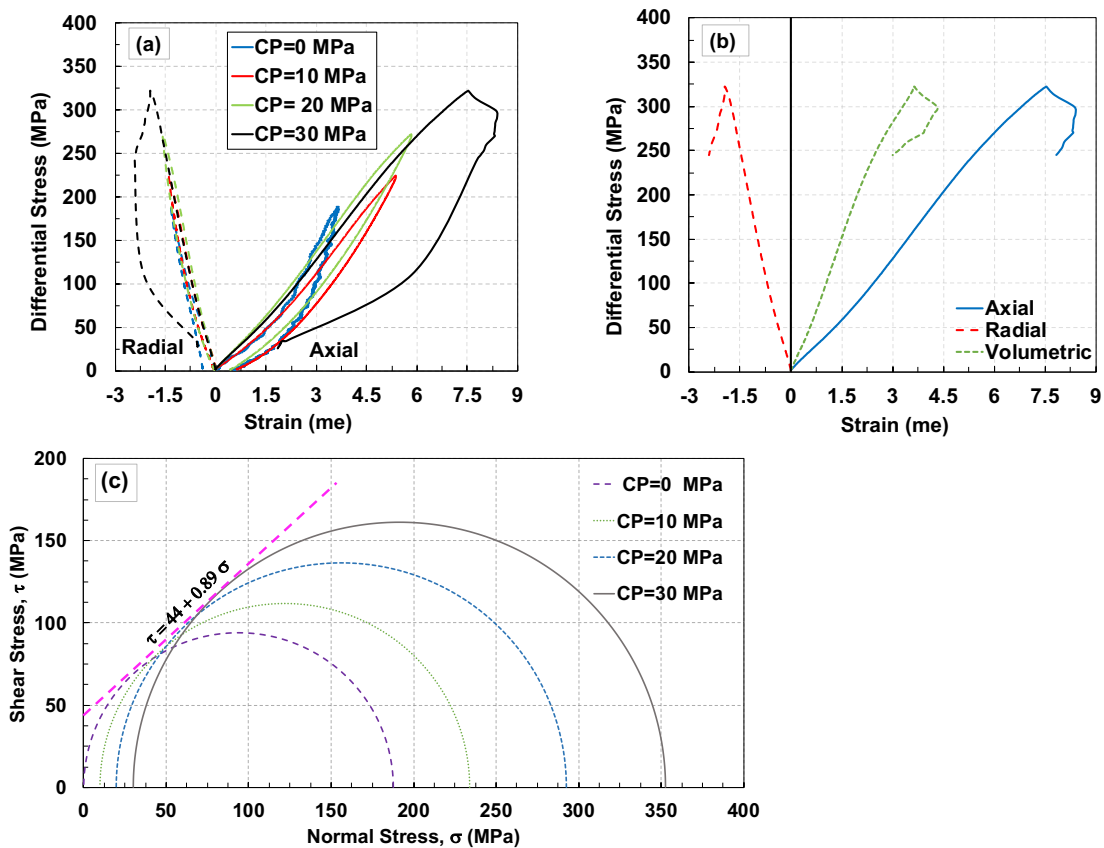 (a)
CP=0 MPa
CP=10 MPa
CP= 20 MPa
CP=30 MPa
400
350
300
250
200
150
100
50
0
Differential Stress (MPa)
Radial
Axial
-3 -1.5 0 1.5 3 4.5 6 7.5 9
Strain (me)
(b)
400
350
300
250
200
150
100
50
0
Differential Stress (MPa)
Axial
Radial
Volumetric
-3 -1.5 0 1.5 3 4.5 6 7.5 9
Strain (me)
(c)
200
150
100
50
0
Shear Stress, τ (MPa)
τ = 44 + 0.89 σ
CP=0 MPa
CP=10 MPa
CP=20 MPa
CP=30 MPa
0 50 100 150 200 250 300 350 400
Normal Stress, σ (MPa)